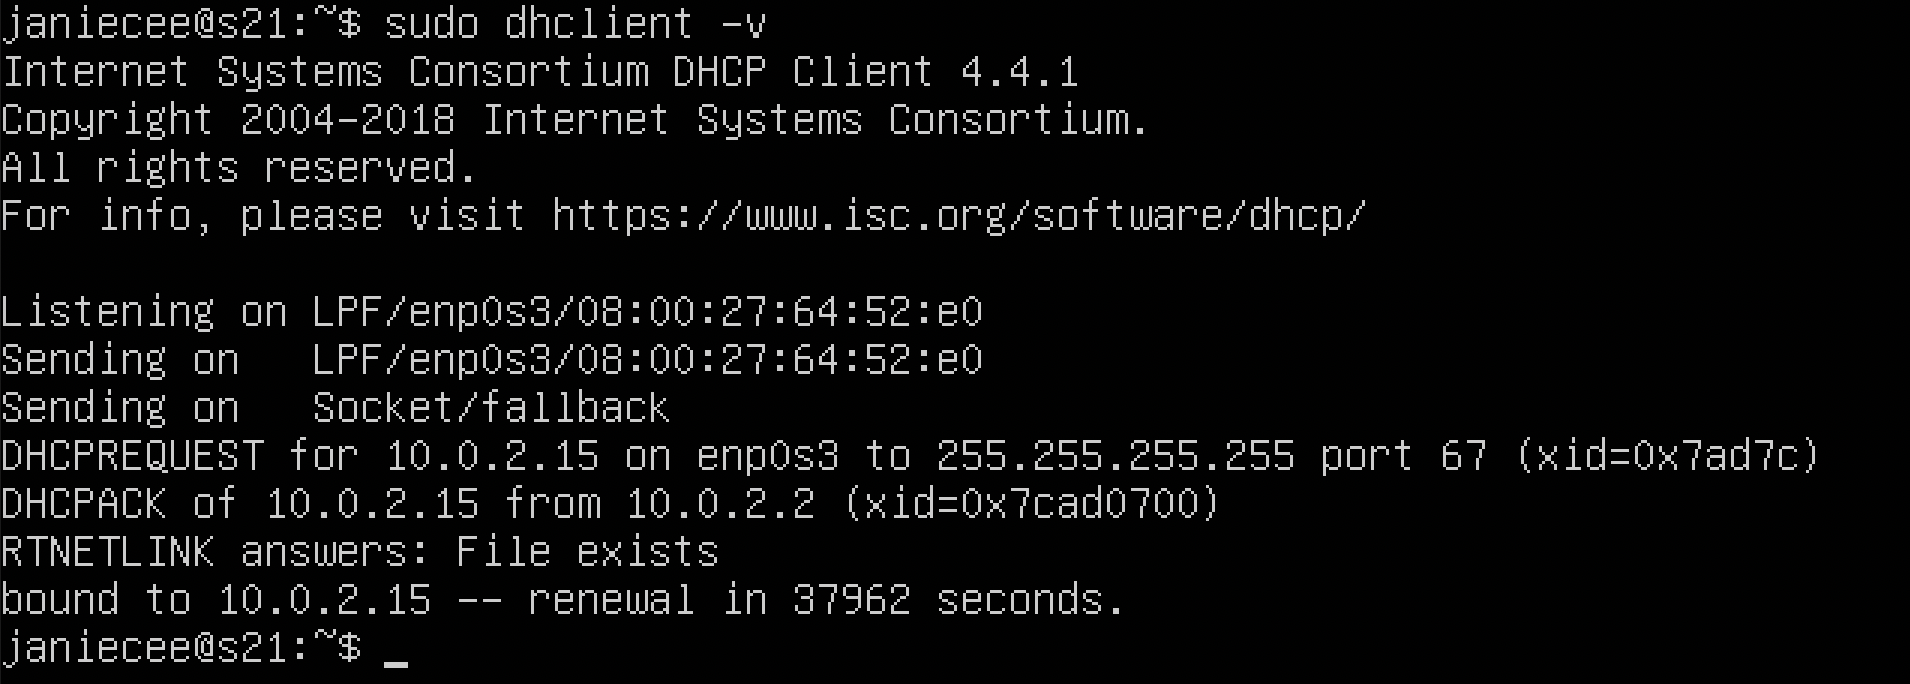 janiecee@s21:~$ sudo dhclient -v
Internet Systems Consortium DHCP Client 4.4.1
Copyright 2004-2018 Internet Systems Consortium.
All rights reserved.
For info, please visit https://www.isc.org/software/dhcp/
Listening on LPF/enp0s3/08:00:27:64:52:e0
Sending on   LPF/enp0s3/08:00:27:64:52:e0
Sending on   Socket/fallback
DHCPREQUEST for 10.0.2.15 on enp0s3 to 255.255.255.255 port 67 (xid=0x7ad7c)
DHCPACK of 10.0.2.15 from 10.0.2.2 (xid=0x7cad0700)
RTNETLINK answers: File exists
bound to 10.0.2.15 -- renewal in 37962 seconds.
janiecee@s21:~$ _